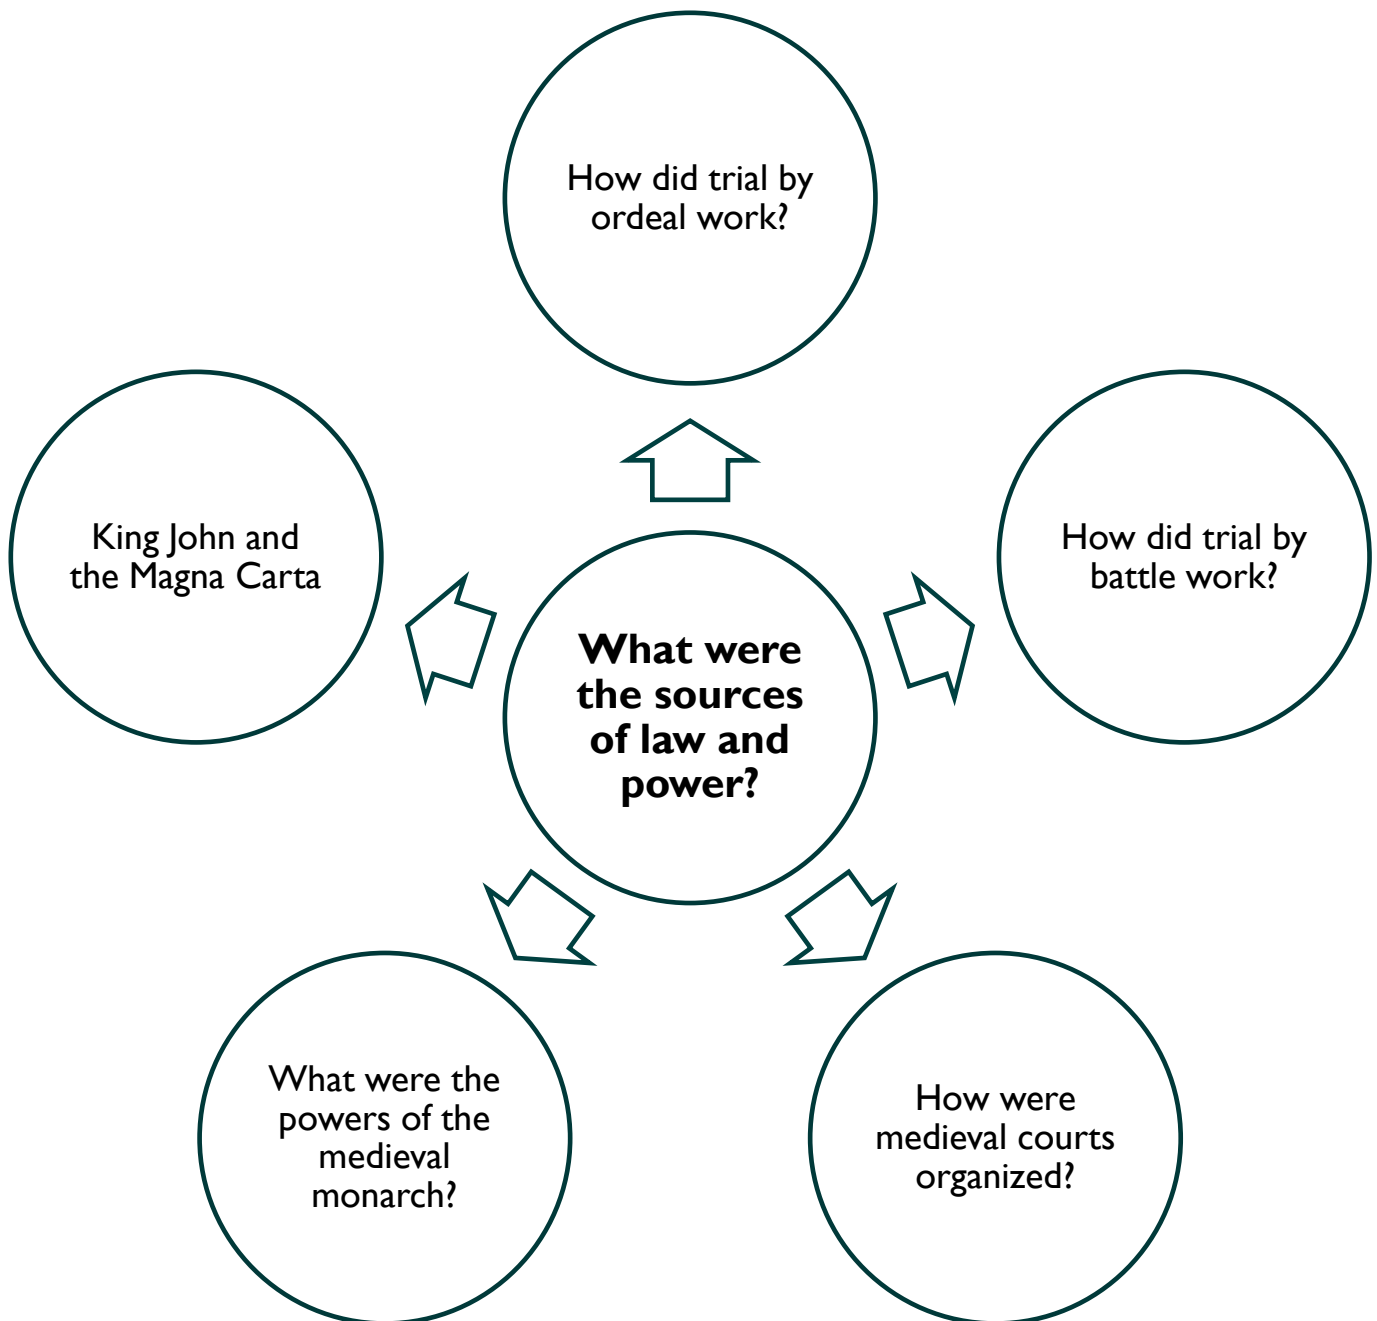 How did trial by
ordeal work?
King John and
the Magna Carta
How did trial by
battle work?
What were
the sources
of law and
power?
What were the
powers of the
medieval
monarch?
How were
medieval courts
organized?